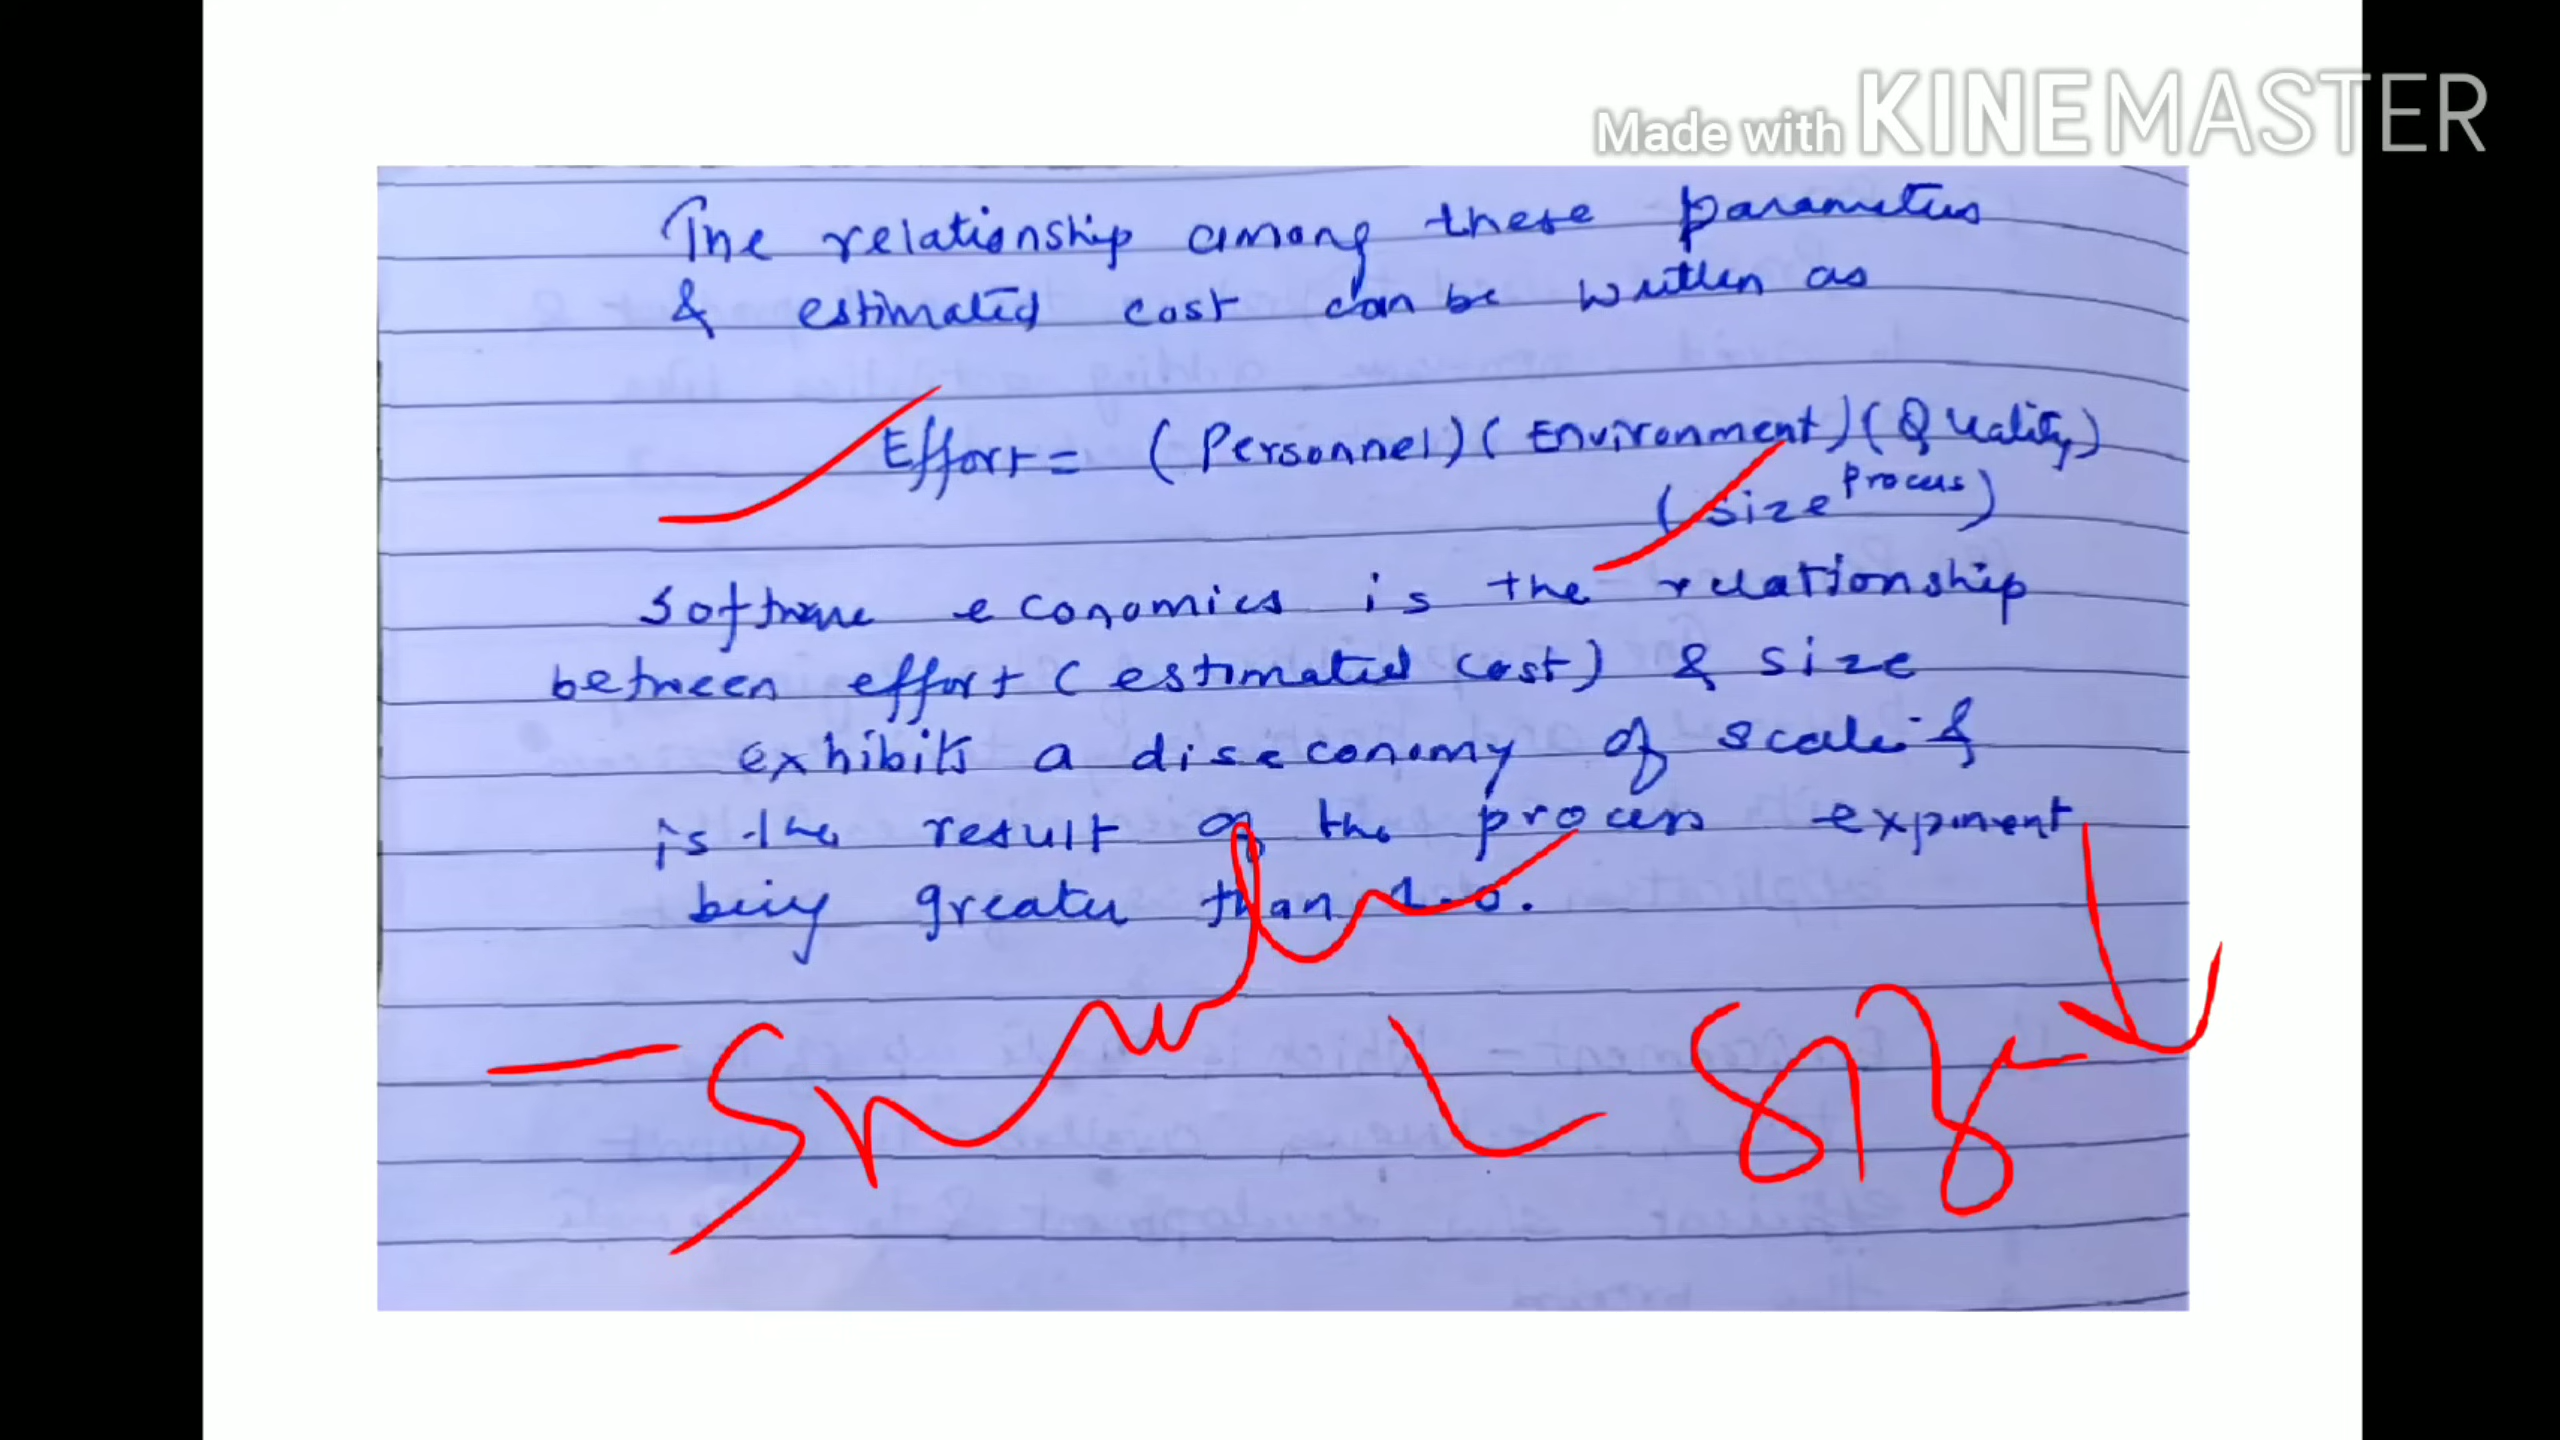 Made with KINEMASTER
The relationship among these parameters
& estimated cost can be written as
Effort = (Personnel) (Environment) (Quality)
(Size^Process)
Software economics is the relationship
between effort (estimated cost) & size
exhibits a diseconomy of scale &
is the result of the process exponent
being greater than 1.0.